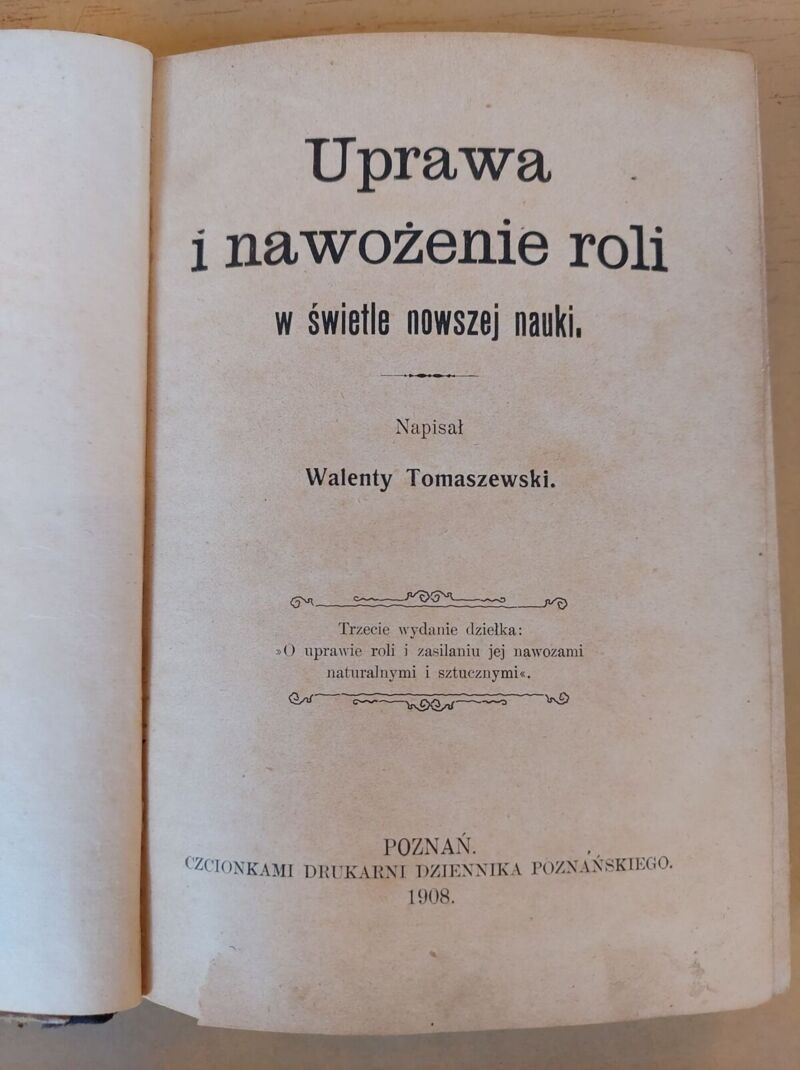 Uprawa
i nawożenie roli
w świetle nowszej nauki.
Napisał
Walenty Tomaszewski.
Trzecie wydanie dziełka:
»O uprawie roli i zasilaniu jej nawozami
naturalnymi i sztucznymi«.
POZNAŃ.
CZCIONKAMI DRUKARNI DZIENNIKA POZNAŃSKIEGO.
1908.